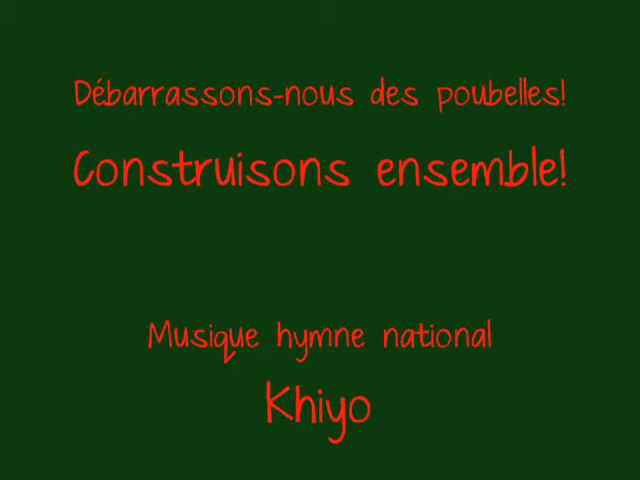 Débarrassons-nous des poubelles!
Construisons ensemble!
Musique hymne national
Khiyo